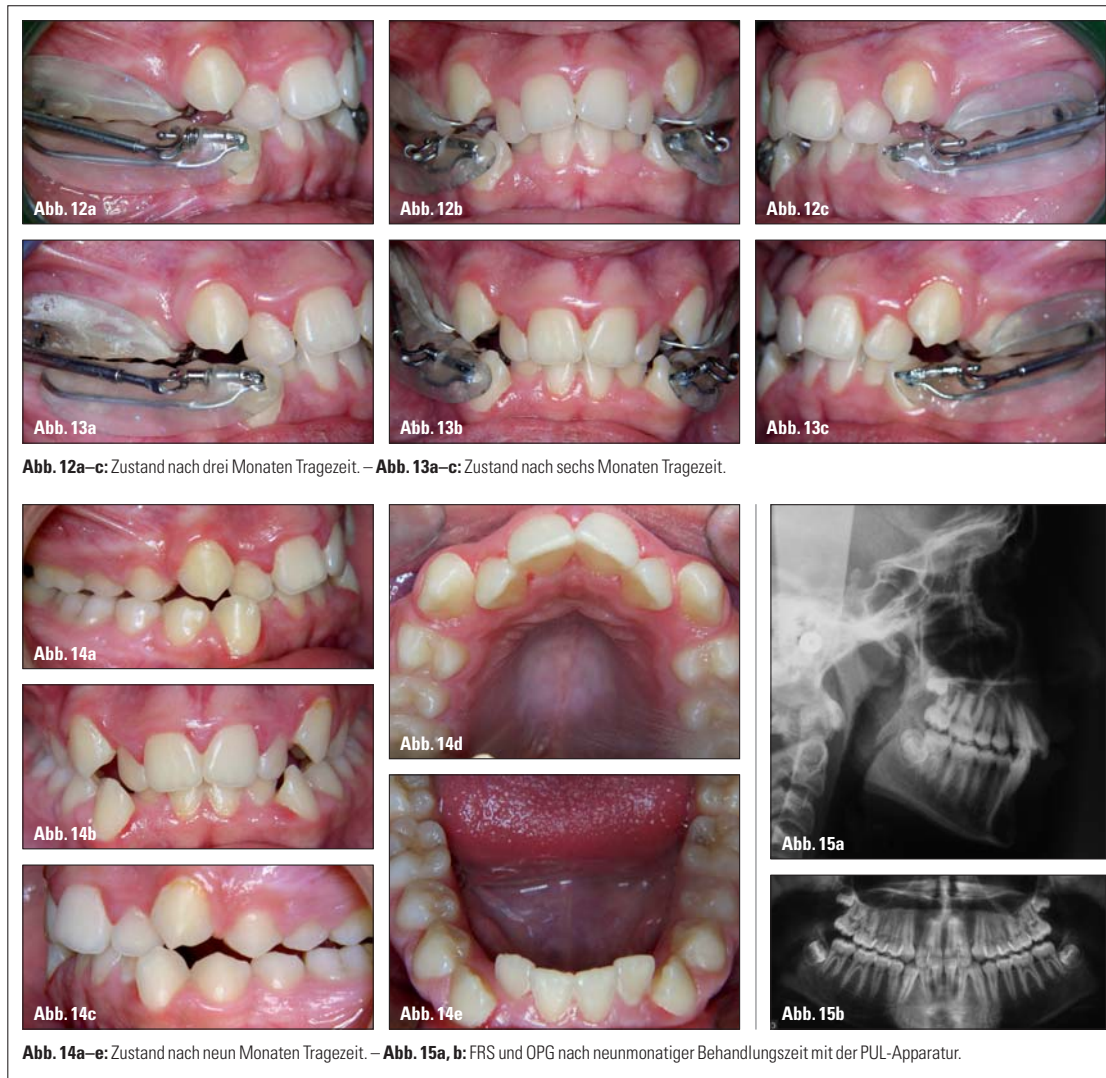 Abb. 12a
Abb. 12b
Abb. 12c
Abb. 13a
Abb. 13b
Abb. 13c
Abb. 12a–c: Zustand nach drei Monaten Tragezeit. – Abb. 13a–c: Zustand nach sechs Monaten Tragezeit.
Abb. 14a
Abb. 14b
Abb. 14c
Abb. 14d
Abb. 14e
Abb. 15a
Abb. 15b
Abb. 14a–e: Zustand nach neun Monaten Tragezeit. – Abb. 15a, b: FRS und OPG nach neunmonatiger Behandlungszeit mit der PUL-Apparatur.